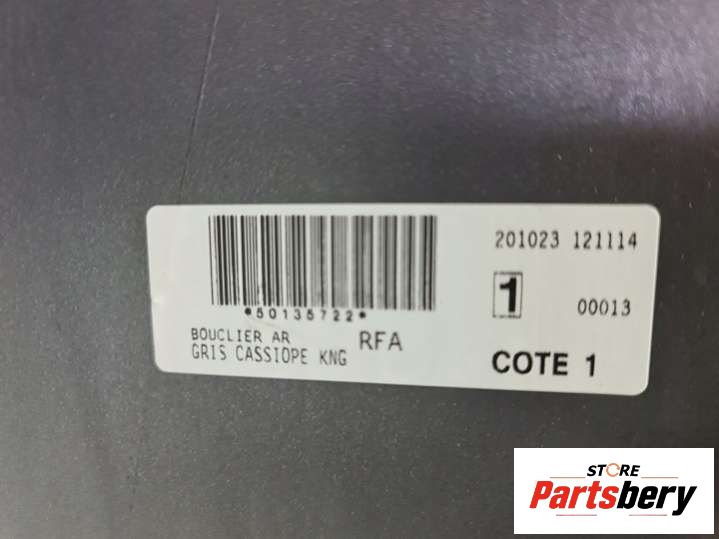 *50135722*
BOUCLIER AR RFA
GRIS CASSIOPE KNG
201023 121114
1 00013
COTE 1
STORE
Partsbery